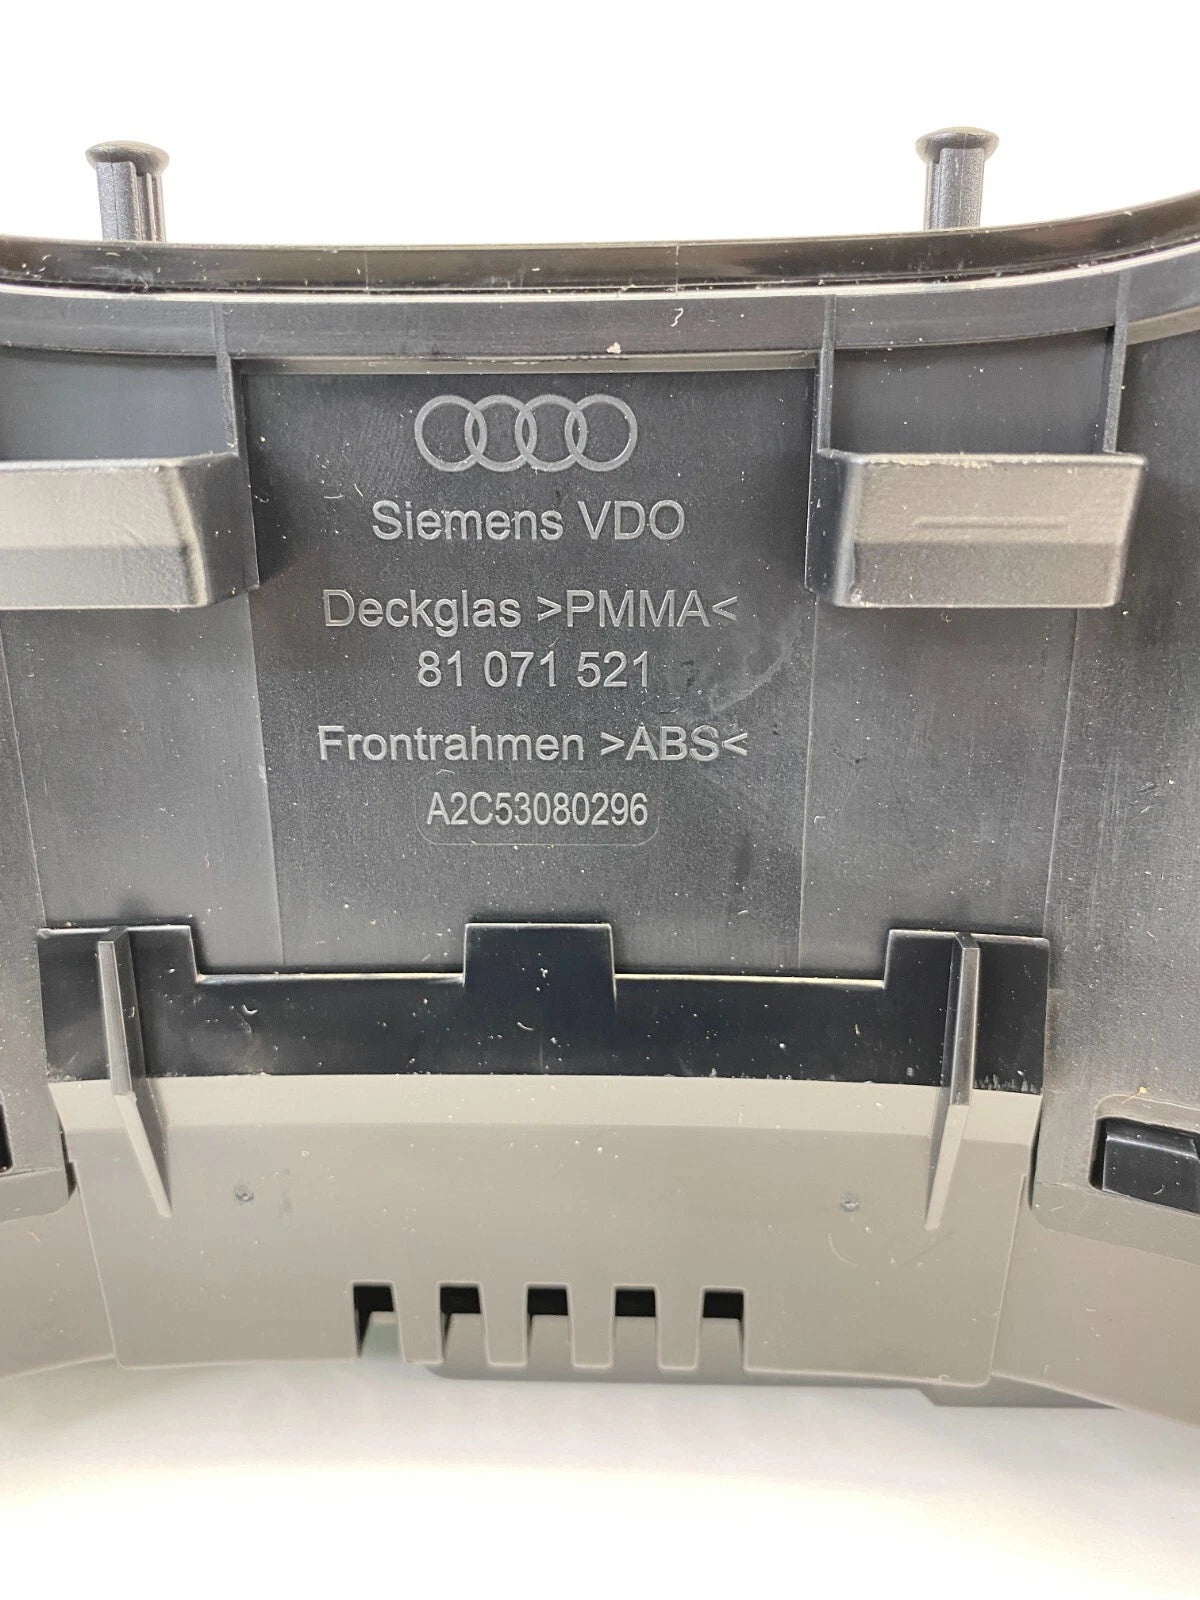 Siemens VDO
Deckglas >PMMA<
81 071 521
Frontrahmen >ABS<
A2C53080296